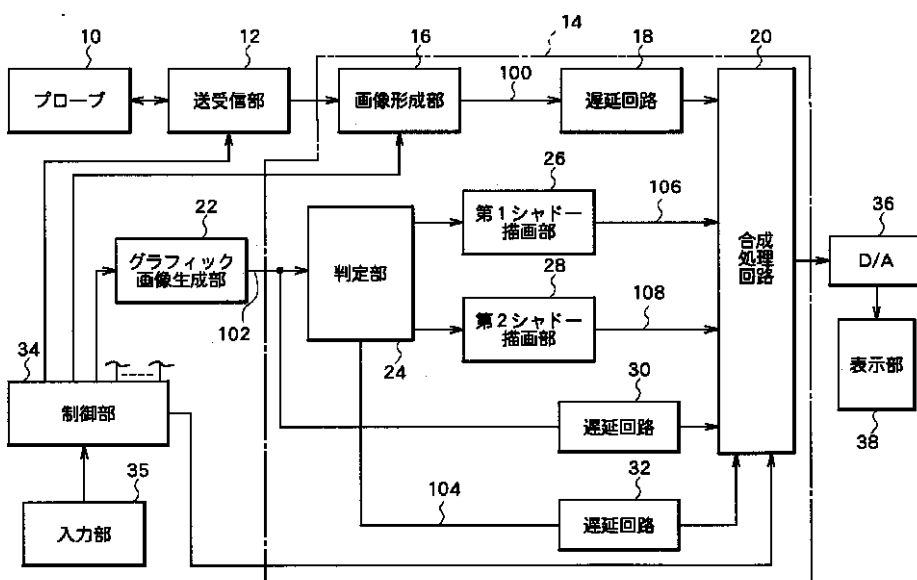 10
12
16
14
18
20
プローブ
送受信部
画像形成部
100
遅延回路
22
グラフィック
画像生成部
102
判定部
24
26
第1シャドー
描画部
106
28
第2シャドー
描画部
108
合成
処理
回路
36
D/A
表示部
38
34
制御部
30
遅延回路
35
入力部
104
32
遅延回路